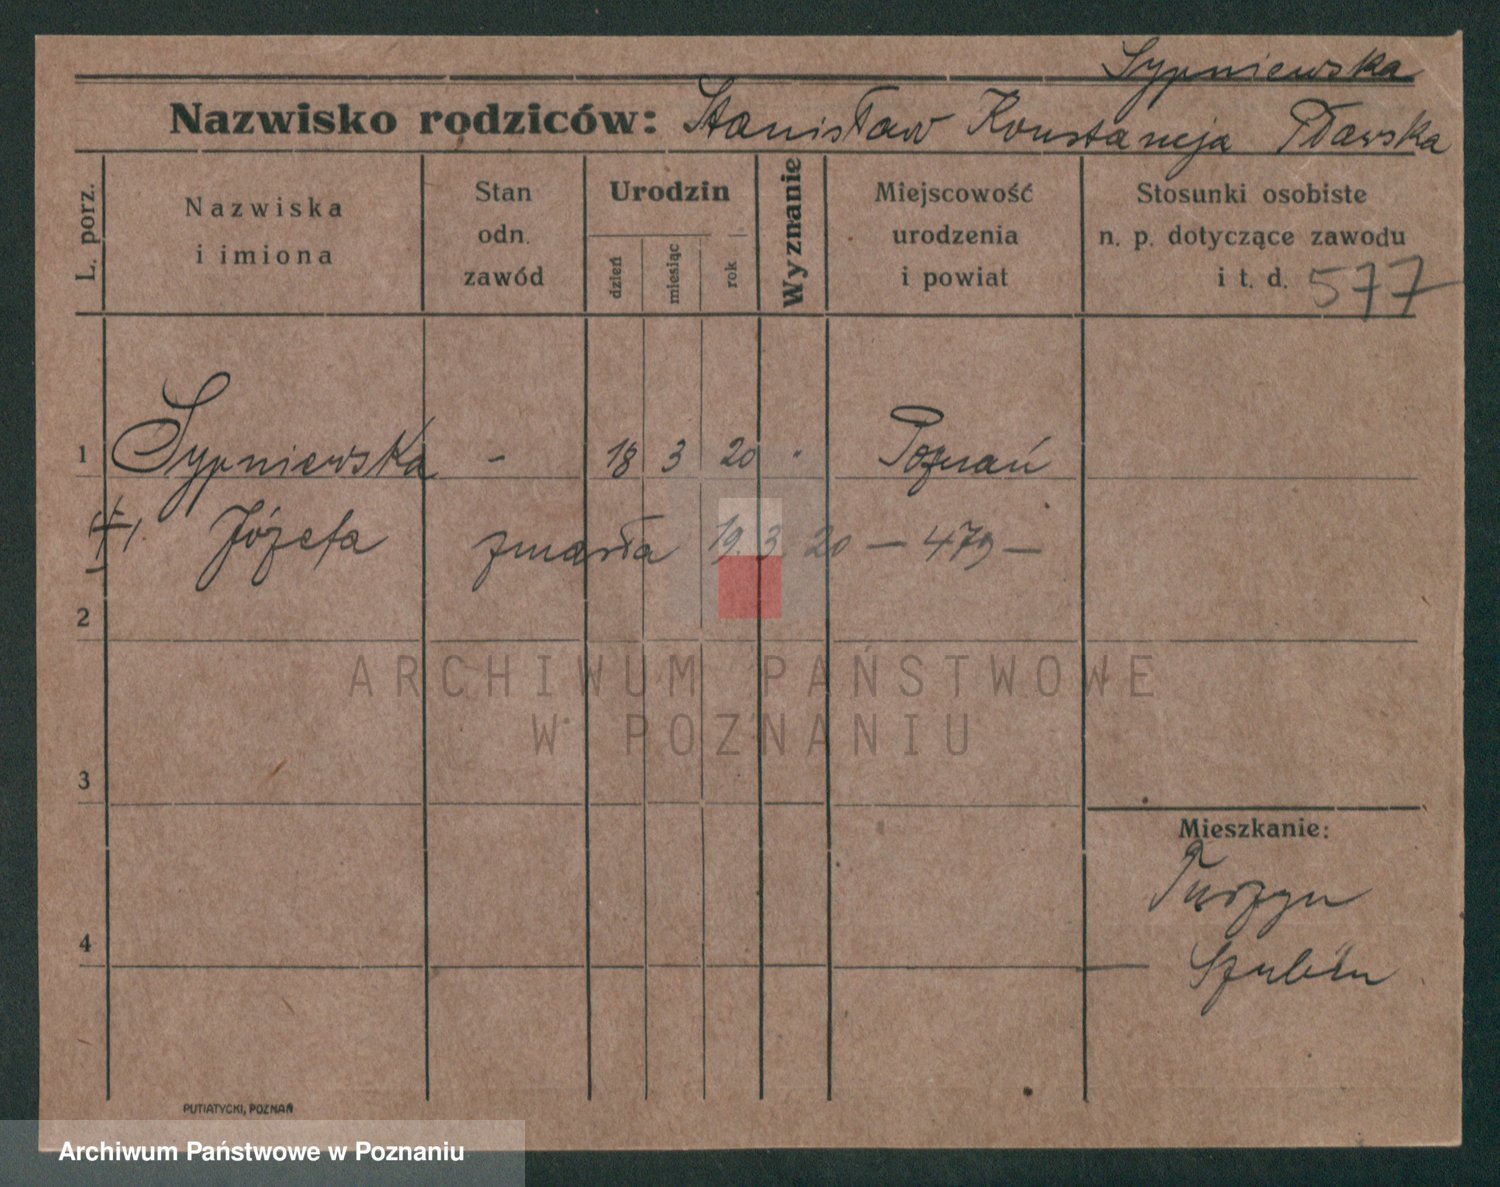 Sypniewska
Nazwisko rodziców: Stanisław Konstancja Pławska
L. porz.
Nazwiska
i imiona
Stan
odn.
zawód
Urodzin
dzień
miesiąc
rok
Wyznanie
Miejscowość
urodzenia
i powiat
Stosunki osobiste
n. p. dotyczące zawodu
i t. d. 577
1 Sypniewska - 18 3 20 " Poznań
Józefa zmarła 19. 3. 20 — 479 —
2
ARCHIWUM PAŃSTWOWE
W POZNANIU
3
Mieszkanie:
Turzyn
4
Szubin
PUTIATYCKI, POZNAŃ
Archiwum Państwowe w Poznaniu